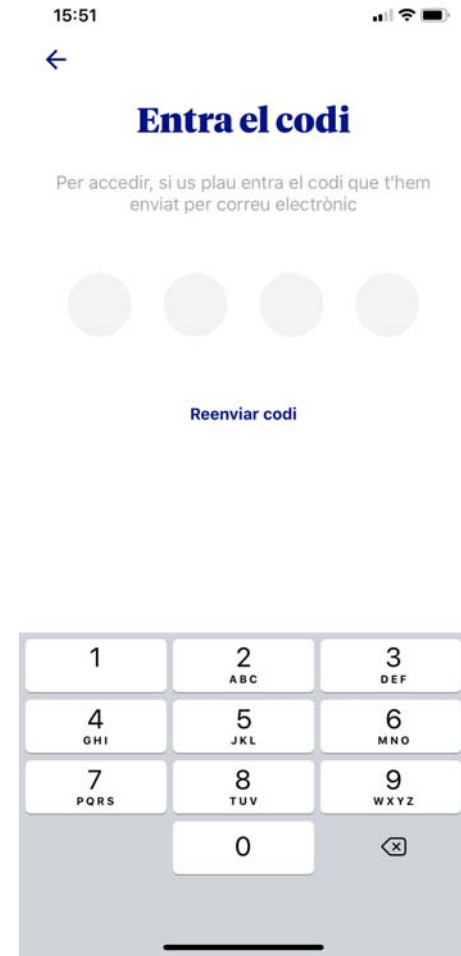 15:51
Entra el codi
Per accedir, si us plau entra el codi que t'hem
enviat per correu electrònic
Reenviar codi
1 2 3
ABC DEF
4 5 6
GHI JKL MNO
7 8 9
PQRS TUV WXYZ
0